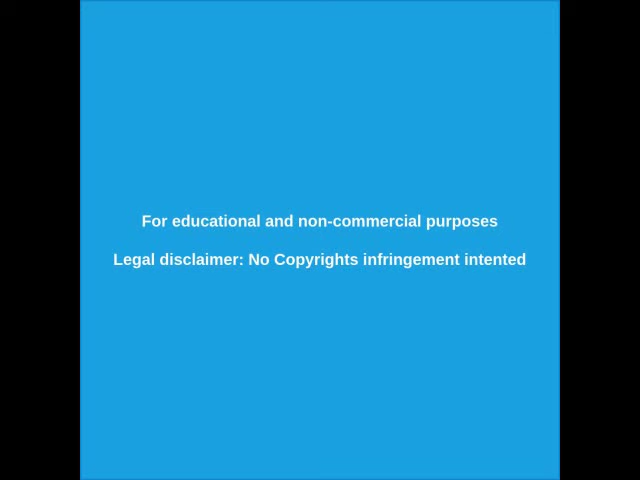 For educational and non-commercial purposes
Legal disclaimer: No Copyrights infringement intented